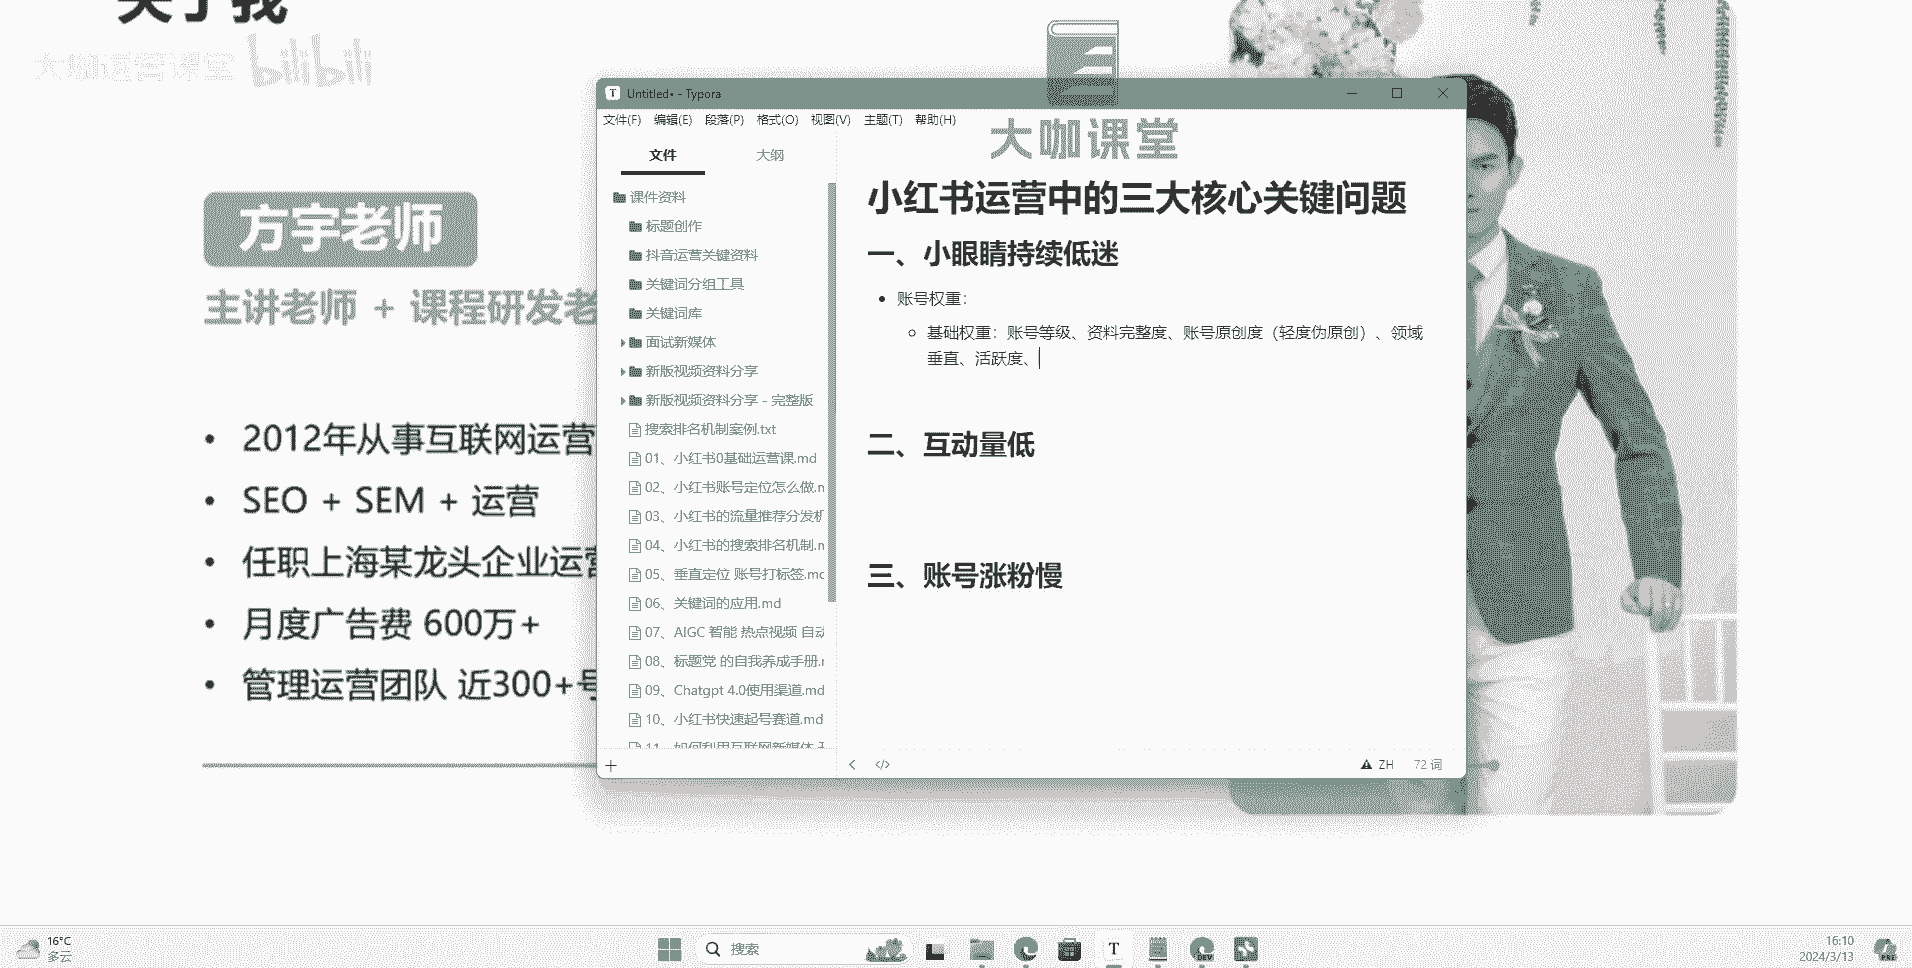 关于我
大咖运营课堂 bilibili
方宇老师
主讲老师 + 课程研发老
• 2012年从事互联网运营
• SEO + SEM + 运营
• 任职上海某龙头企业运营
• 月度广告费 600万+
• 管理运营团队 近300+号
T Untitled• - Typora
文件(F) 编辑(E) 段落(P) 格式(O) 视图(V) 主题(T) 帮助(H)
大咖课堂
文件 大纲
课件资料
标题创作
抖音运营关键资料
关键词分组工具
关键词库
面试新媒体
新版视频资料分享
新版视频资料分享 - 完整版
搜索排名机制案例.txt
01、小红书0基础运营课.md
02、小红书账号定位怎么做.m
03、小红书的流量推荐分发机
04、小红书的搜索排名机制.m
05、垂直定位 账号打标签.mc
06、关键词的应用.md
07、AIGC 智能 热点视频 自动
08、标题党 的自我养成手册.m
09、Chatgpt 4.0使用渠道.md
10、小红书快速起号赛道.md
11、如何利用互联网新媒体
小红书运营中的三大核心关键问题
一、小眼睛持续低迷
• 账号权重：
基础权重：账号等级、资料完整度、账号原创度（轻度伪原创）、领域
垂直、活跃度、
二、互动量低
三、账号涨粉慢
ZH 72 词
16°C
多云
搜索
T
DEV
16:10
2024/3/13